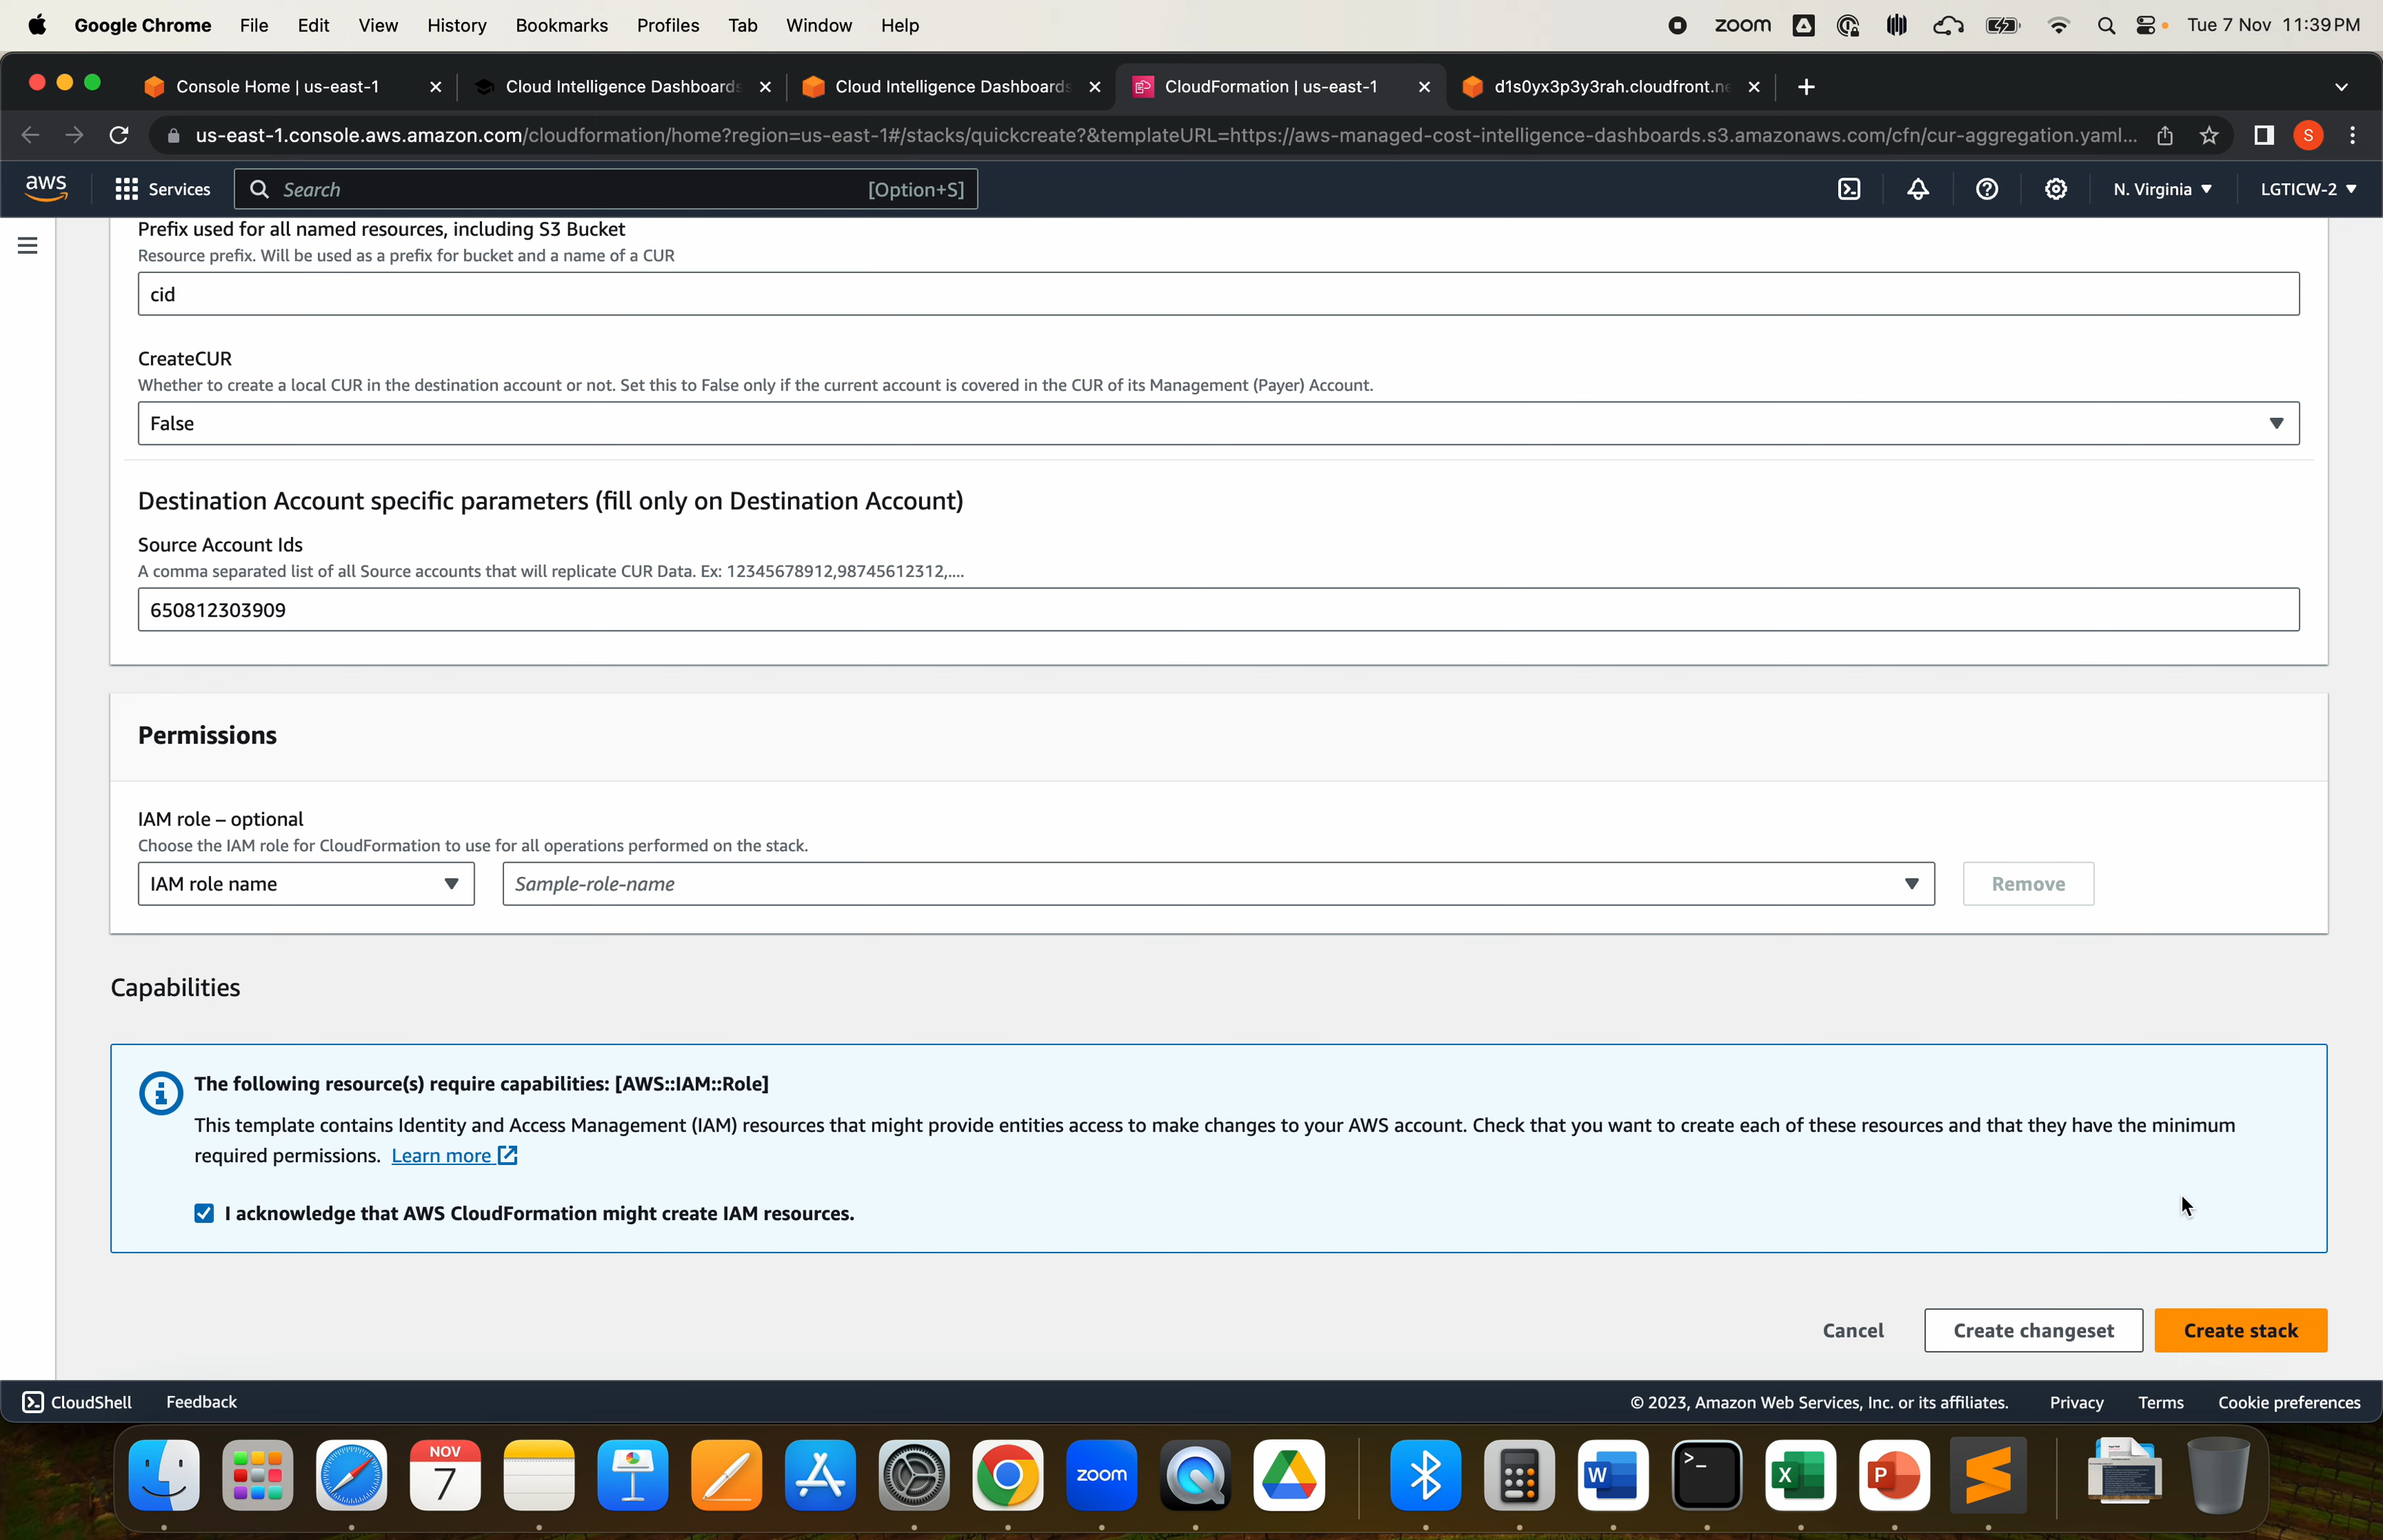 Google Chrome File Edit View History Bookmarks Profiles Tab Window Help zoom Tue 7 Nov 11:39 PM
Console Home | us-east-1 Cloud Intelligence Dashboards Cloud Intelligence Dashboards CloudFormation | us-east-1 d1s0yx3p3y3rah.cloudfront.ne
us-east-1.console.aws.amazon.com/cloudformation/home?region=us-east-1#/stacks/quickcreate?&templateURL=https://aws-managed-cost-intelligence-dashboards.s3.amazonaws.com/cfn/cur-aggregation.yaml... S
aws Services Search [Option+S] N. Virginia LGTICW-2
Prefix used for all named resources, including S3 Bucket
Resource prefix. Will be used as a prefix for bucket and a name of a CUR
cid
CreateCUR
Whether to create a local CUR in the destination account or not. Set this to False only if the current account is covered in the CUR of its Management (Payer) Account.
False
Destination Account specific parameters (fill only on Destination Account)
Source Account Ids
A comma separated list of all Source accounts that will replicate CUR Data. Ex: 12345678912,98745612312,....
650812303909
Permissions
IAM role – optional
Choose the IAM role for CloudFormation to use for all operations performed on the stack.
IAM role name Sample-role-name Remove
Capabilities
The following resource(s) require capabilities: [AWS::IAM::Role]
This template contains Identity and Access Management (IAM) resources that might provide entities access to make changes to your AWS account. Check that you want to create each of these resources and that they have the minimum
required permissions. Learn more
I acknowledge that AWS CloudFormation might create IAM resources.
Cancel Create changeset Create stack
CloudShell Feedback © 2023, Amazon Web Services, Inc. or its affiliates. Privacy Terms Cookie preferences
NOV
7 zoom W X P